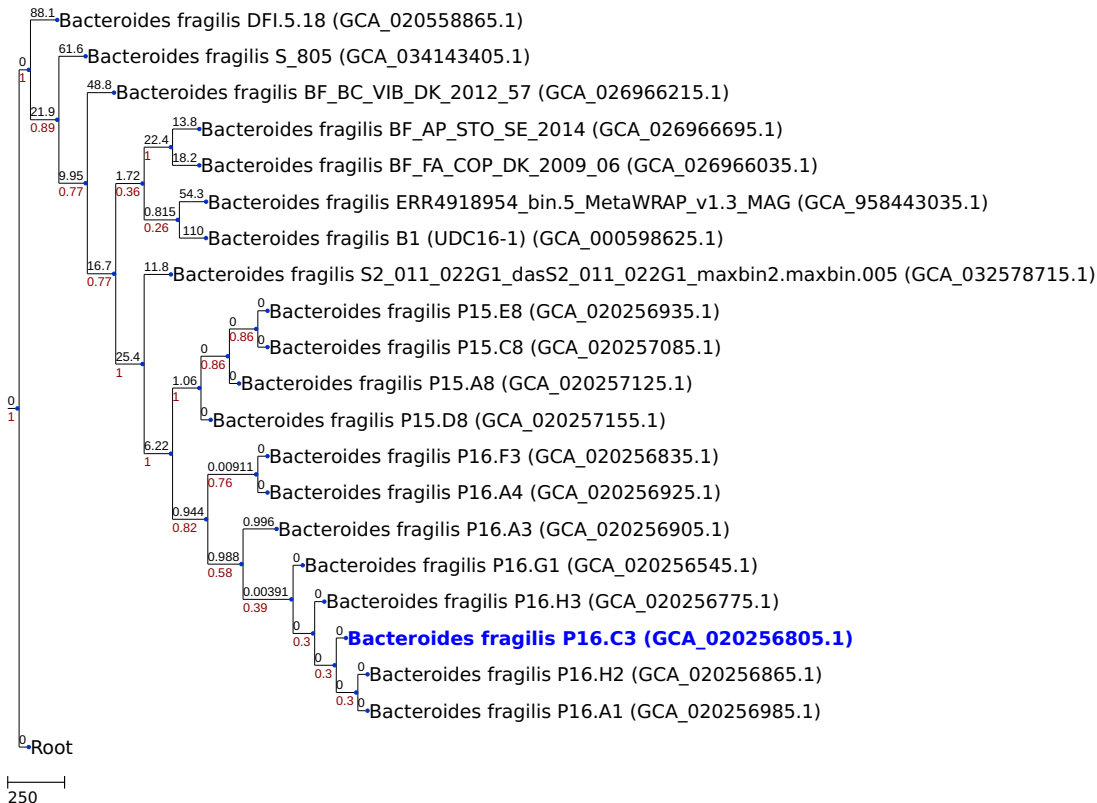 88.1 Bacteroides fragilis DFI.5.18 (GCA_020558865.1)
61.6 Bacteroides fragilis S_805 (GCA_034143405.1)
0
1
48.8 Bacteroides fragilis BF_BC_VIB_DK_2012_57 (GCA_026966215.1)
21.9
0.89
13.8 Bacteroides fragilis BF_AP_STO_SE_2014 (GCA_026966695.1)
22.4
1
18.2 Bacteroides fragilis BF_FA_COP_DK_2009_06 (GCA_026966035.1)
9.95
0.77
1.72
0.36
54.3 Bacteroides fragilis ERR4918954_bin.5_MetaWRAP_v1.3_MAG (GCA_958443035.1)
0.815
0.26
110 Bacteroides fragilis B1 (UDC16-1) (GCA_000598625.1)
16.7
0.77
11.8 Bacteroides fragilis S2_011_022G1_dasS2_011_022G1_maxbin2.maxbin.005 (GCA_032578715.1)
0 Bacteroides fragilis P15.E8 (GCA_020256935.1)
0
0.86
0 Bacteroides fragilis P15.C8 (GCA_020257085.1)
0
0.86
25.4
1
0 Bacteroides fragilis P15.A8 (GCA_020257125.1)
1.06
1
0
1
0 Bacteroides fragilis P15.D8 (GCA_020257155.1)
6.22
1
0 Bacteroides fragilis P16.F3 (GCA_020256835.1)
0.00911
0.76
0 Bacteroides fragilis P16.A4 (GCA_020256925.1)
0.944
0.82
0.996 Bacteroides fragilis P16.A3 (GCA_020256905.1)
0.988
0.58
0 Bacteroides fragilis P16.G1 (GCA_020256545.1)
0.00391
0.39
0 Bacteroides fragilis P16.H3 (GCA_020256775.1)
0
0.3
0 Bacteroides fragilis P16.C3 (GCA_020256805.1)
0
0.3
0 Bacteroides fragilis P16.H2 (GCA_020256865.1)
0
0.3
0 Bacteroides fragilis P16.A1 (GCA_020256985.1)
0 Root
250